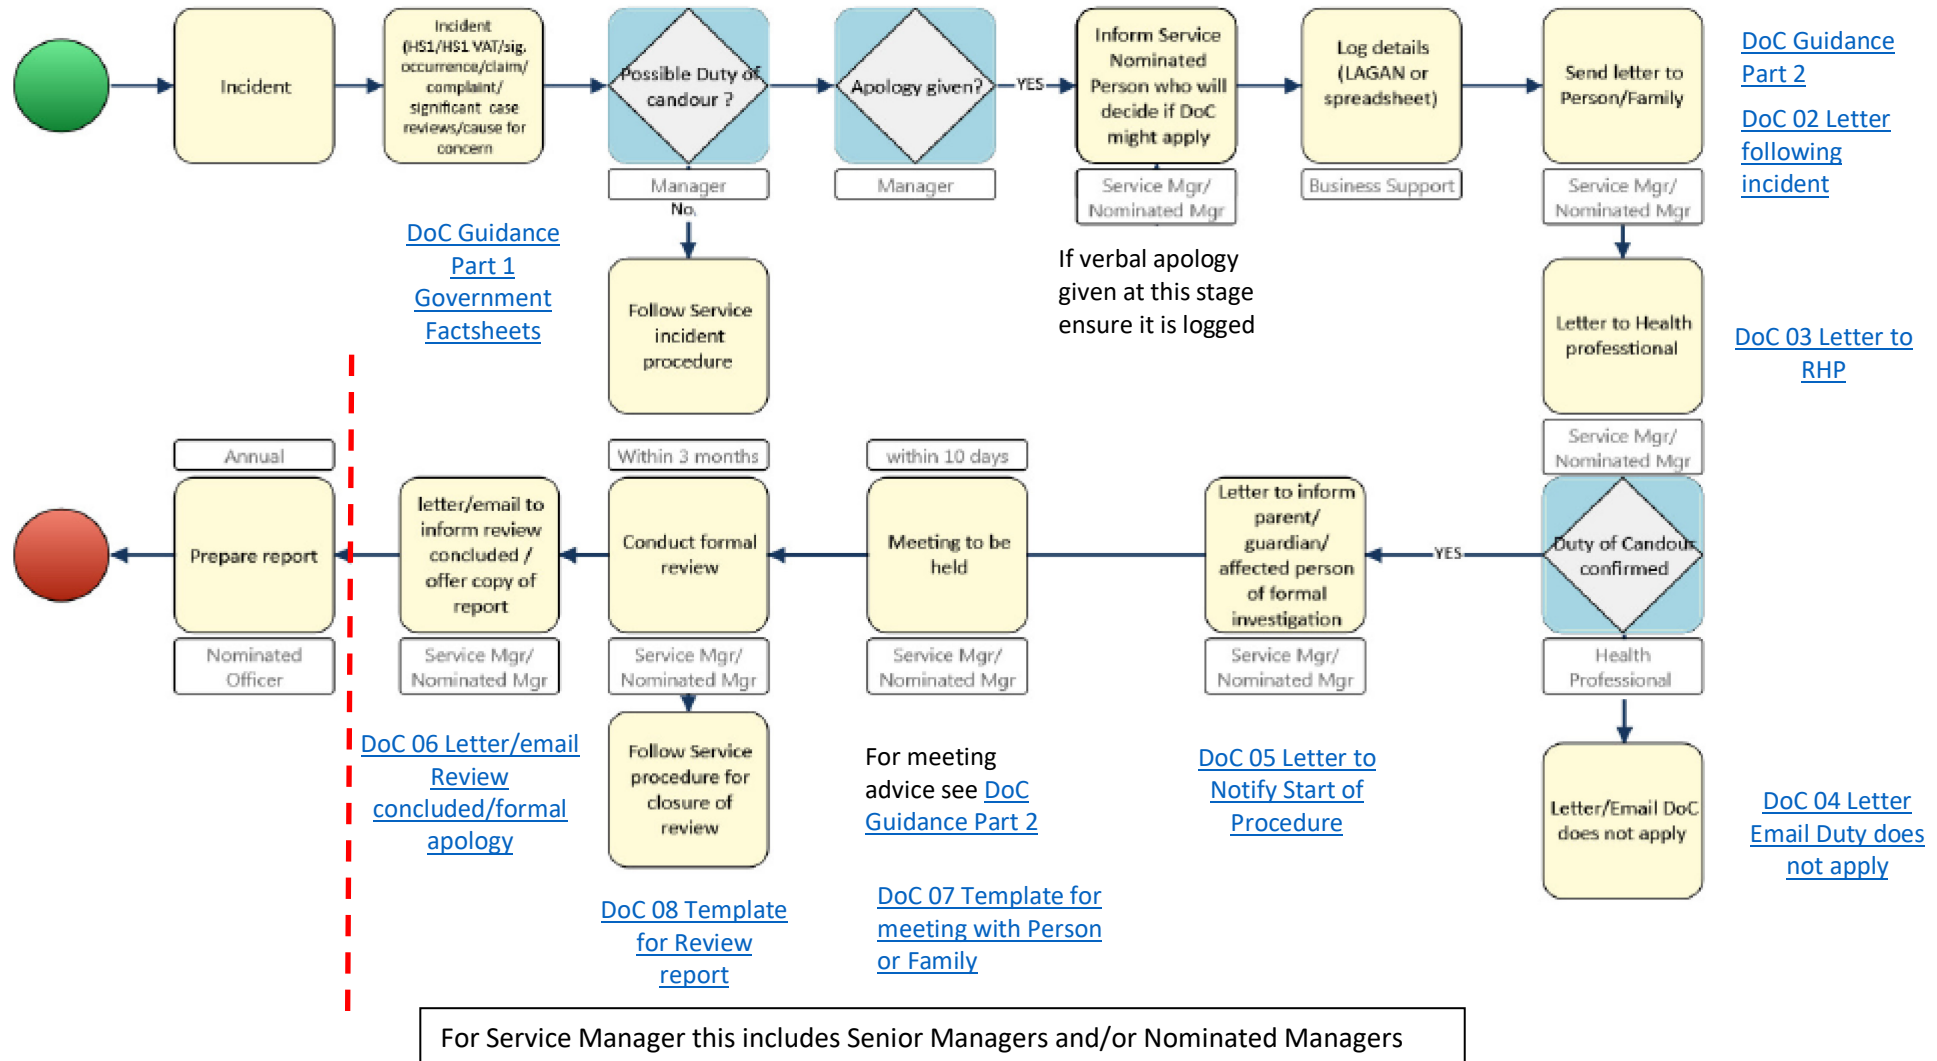 Incident
Incident
(HS1/HS1 VAT/sig.
occurrence/claim/
complaint/
significant case
reviews/cause for
concern
Possible Duty of
candour ?
Manager
No.
Apology given?
Manager
YES
Inform Service
Nominated
Person who will
decide if DoC
might apply
Service Mgr/
Nominated Mgr
Log details
(LAGAN or
spreadsheet)
Business Support
Send letter to
Person/Family
Service Mgr/
Nominated Mgr
DoC Guidance
Part 2
DoC 02 Letter
following
incident
DoC Guidance
Part 1
Government
Factsheets
Follow Service
incident
procedure
If verbal apology
given at this stage
ensure it is logged
Letter to Health
professtional
Service Mgr/
Nominated Mgr
DoC 03 Letter to
RHP
Annual
Prepare report
Nominated
Officer
letter/email to
inform review
concluded /
offer copy of
report
Service Mgr/
Nominated Mgr
Within 3 months
Conduct formal
review
Service Mgr/
Nominated Mgr
within 10 days
Meeting to be
held
Service Mgr/
Nominated Mgr
Letter to inform
parent/
guardian/
affected person
of formal
investigation
Service Mgr/
Nominated Mgr
YES
Duty of Candour
confirmed
Health
Professional
DoC 06 Letter/email
Review
concluded/formal
apology
Follow Service
procedure for
closure of
review
For meeting
advice see DoC
Guidance Part 2
DoC 05 Letter to
Notify Start of
Procedure
Letter/Email DoC
does not apply
DoC 04 Letter
Email Duty does
not apply
DoC 08 Template
for Review
report
DoC 07 Template for
meeting with Person
or Family
For Service Manager this includes Senior Managers and/or Nominated Managers